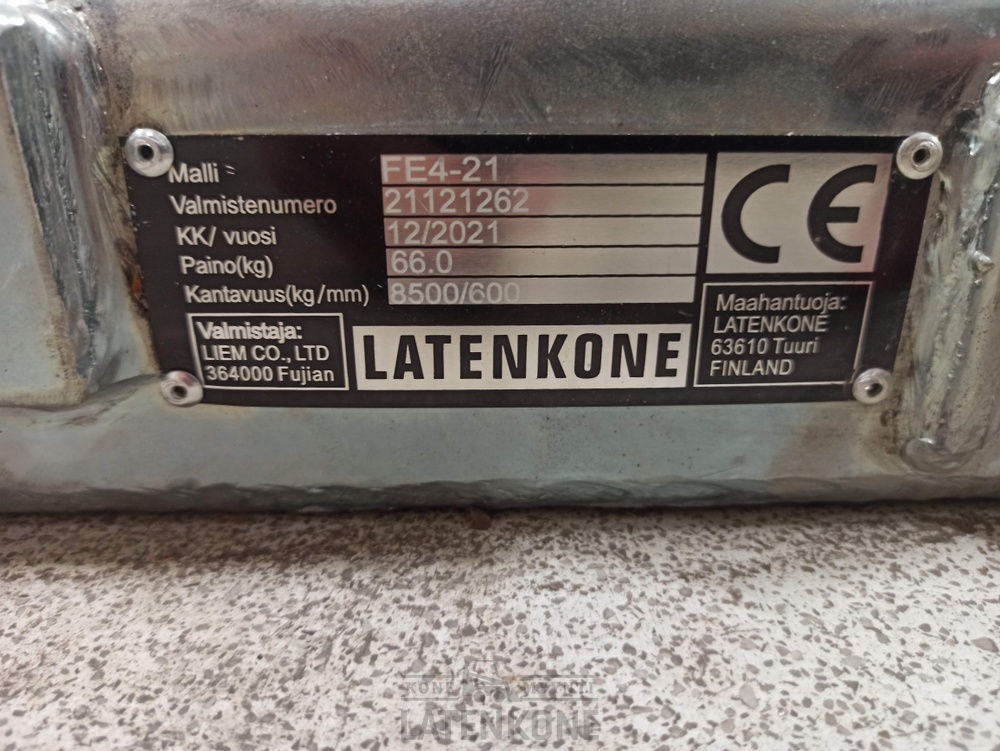 Malli FE4-21
Valmistenumero 21121262
KK/ vuosi 12/2021
Paino(kg) 66.0
Kantavuus(kg/mm) 8500/600
CE
Valmistaja:
LIEM CO., LTD
364000 Fujian
LATENKONE
Maahantuoja:
LATENKONE
63610 Tuuri
FINLAND
KONE
LATENKONE